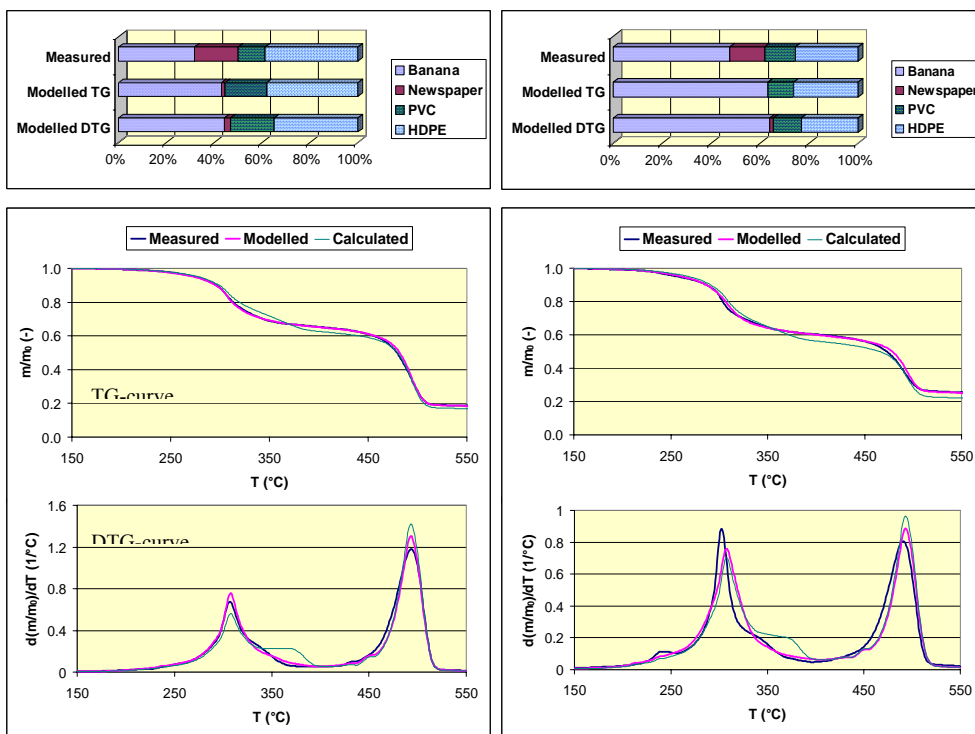 Measured
Modelled TG
Modelled DTG
0% 20% 40% 60% 80% 100%
Banana
Newspaper
PVC
HDPE
Measured
Modelled TG
Modelled DTG
0% 20% 40% 60% 80% 100%
Banana
Newspaper
PVC
HDPE
Measured Modelled Calculated
1.0
0.8
0.6
0.4
0.2
0.0
m/m₀ (-)
TG-curve
150 250 350 450 550
T (°C)
1.6
1.2
0.8
0.4
0
d(m/m₀)/dT (1/°C)
DTG-curve
150 250 350 450 550
T (°C)
Measured Modelled Calculated
1.0
0.8
0.6
0.4
0.2
0.0
m/m₀ (-)
150 250 350 450 550
T (°C)
1
0.8
0.6
0.4
0.2
0
d(m/m₀)/dT (1/°C)
150 250 350 450 550
T (°C)